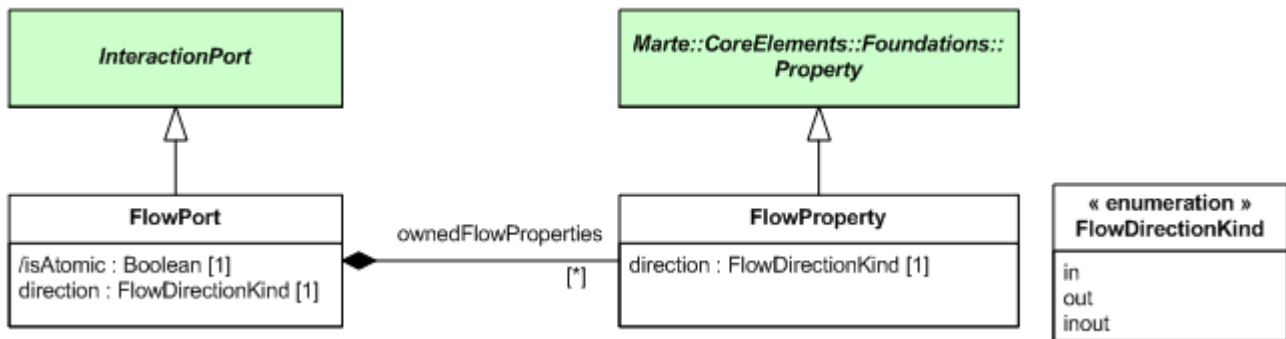 InteractionPort
Marte::CoreElements::Foundations::
Property
FlowPort
/isAtomic : Boolean [1]
direction : FlowDirectionKind [1]
ownedFlowProperties
[*]
FlowProperty
direction : FlowDirectionKind [1]
« enumeration »
FlowDirectionKind
in
out
inout